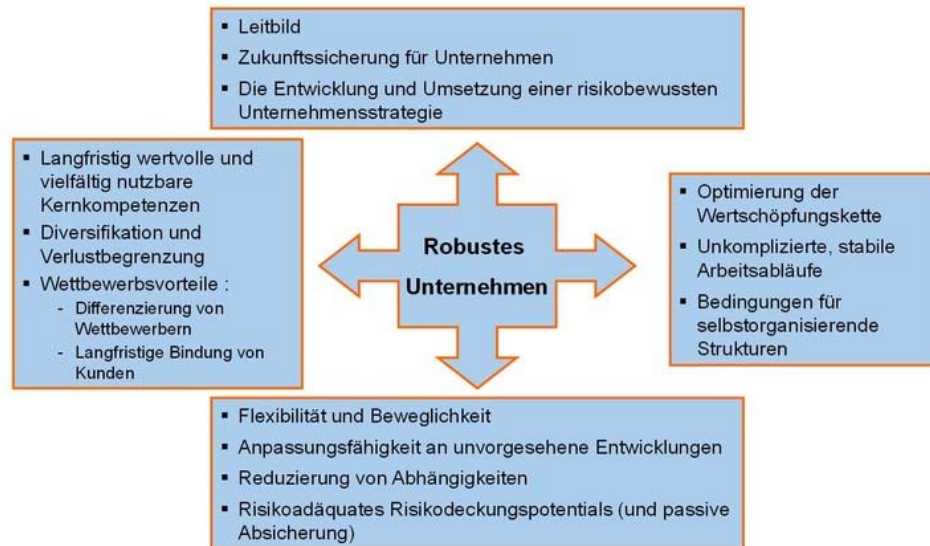 ▪ Leitbild
▪ Zukunftssicherung für Unternehmen
▪ Die Entwicklung und Umsetzung einer risikobewussten
Unternehmensstrategie
▪ Langfristig wertvolle und
vielfältig nutzbare
Kernkompetenzen
▪ Diversifikation und
Verlustbegrenzung
▪ Wettbewerbsvorteile :
- Differenzierung von
Wettbewerbern
- Langfristige Bindung von
Kunden
Robustes
Unternehmen
▪ Optimierung der
Wertschöpfungskette
▪ Unkomplizierte, stabile
Arbeitsabläufe
▪ Bedingungen für
selbstorganisierende
Strukturen
▪ Flexibilität und Beweglichkeit
▪ Anpassungsfähigkeit an unvorgesehene Entwicklungen
▪ Reduzierung von Abhängigkeiten
▪ Risikoadäquates Risikodeckungspotentials (und passive
Absicherung)